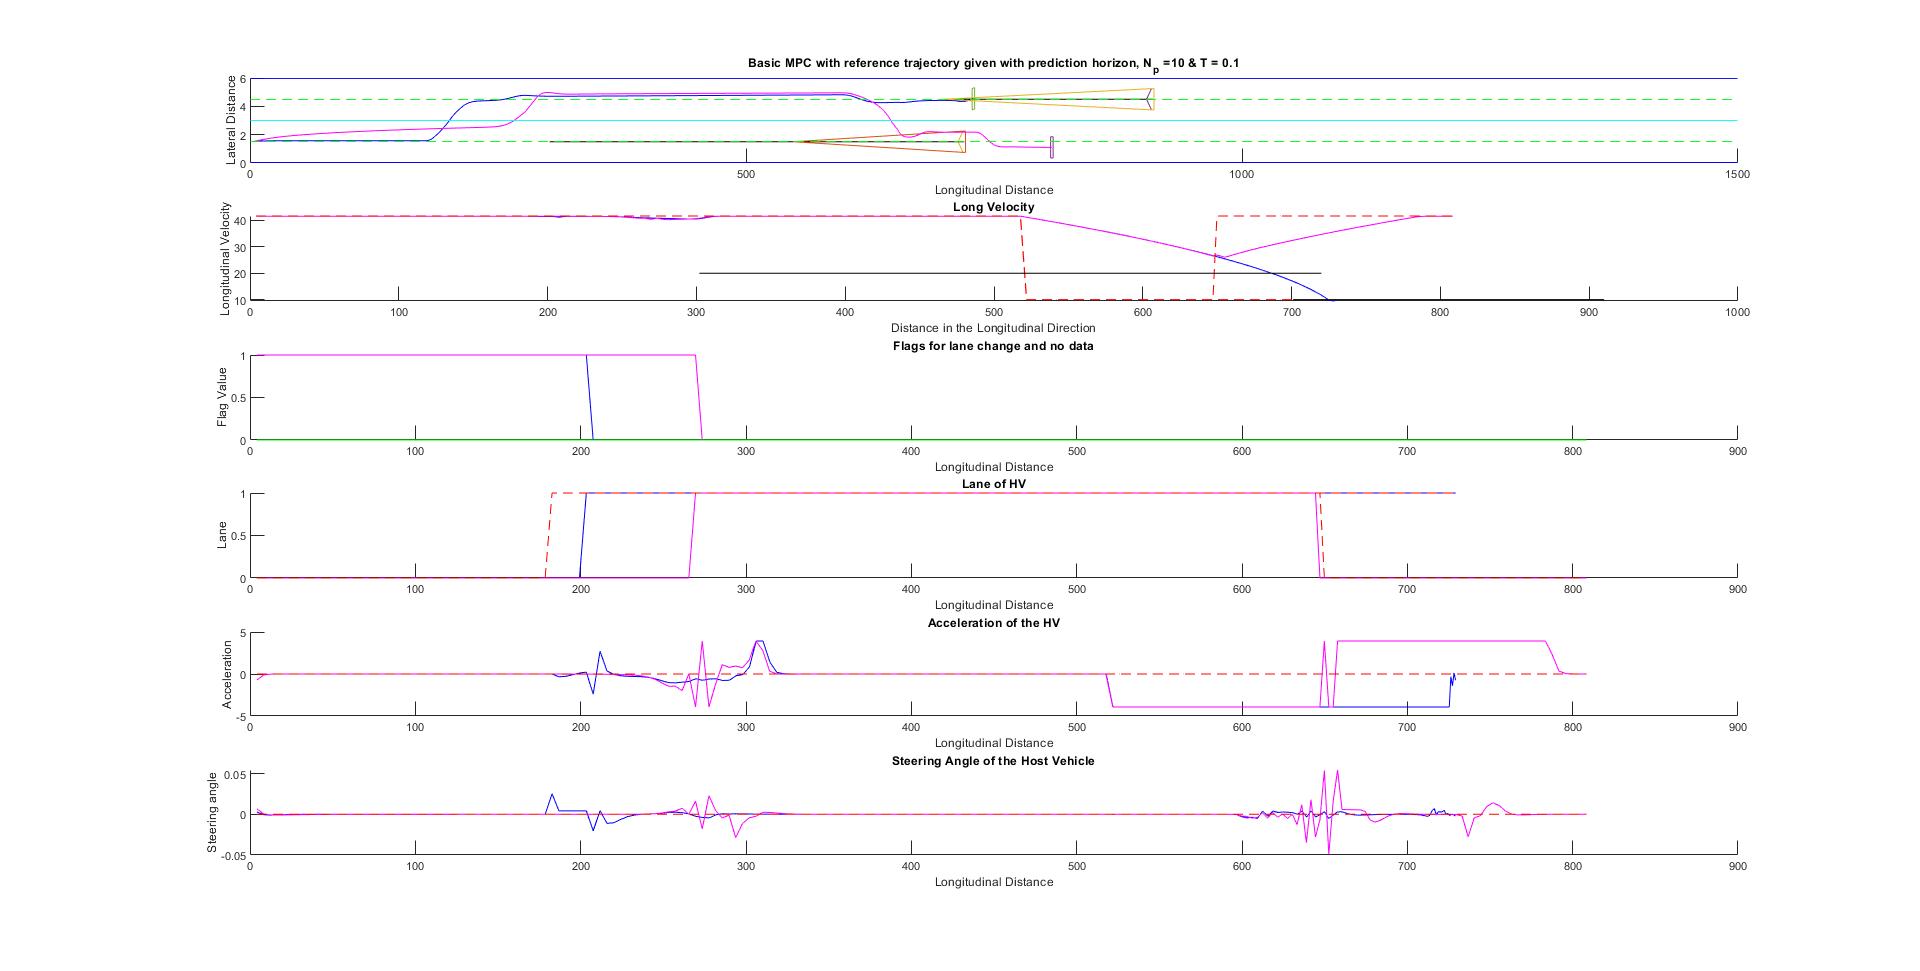 Basic MPC with reference trajectory given with prediction horizon, Np =10 & T = 0.1
Lateral Distance
6
4
2
0
0 500 1000 1500
Longitudinal Distance
Long Velocity
Longitudinal Velocity
40
30
20
10
0 100 200 300 400 500 600 700 800 900 1000
Distance in the Longitudinal Direction
Flags for lane change and no data
Flag Value
1
0.5
0
0 100 200 300 400 500 600 700 800 900
Longitudinal Distance
Lane of HV
Lane
1
0.5
0
0 100 200 300 400 500 600 700 800 900
Longitudinal Distance
Acceleration of the HV
Acceleration
5
0
-5
0 100 200 300 400 500 600 700 800 900
Longitudinal Distance
Steering Angle of the Host Vehicle
Steering angle
0.05
0
-0.05
0 100 200 300 400 500 600 700 800 900
Longitudinal Distance